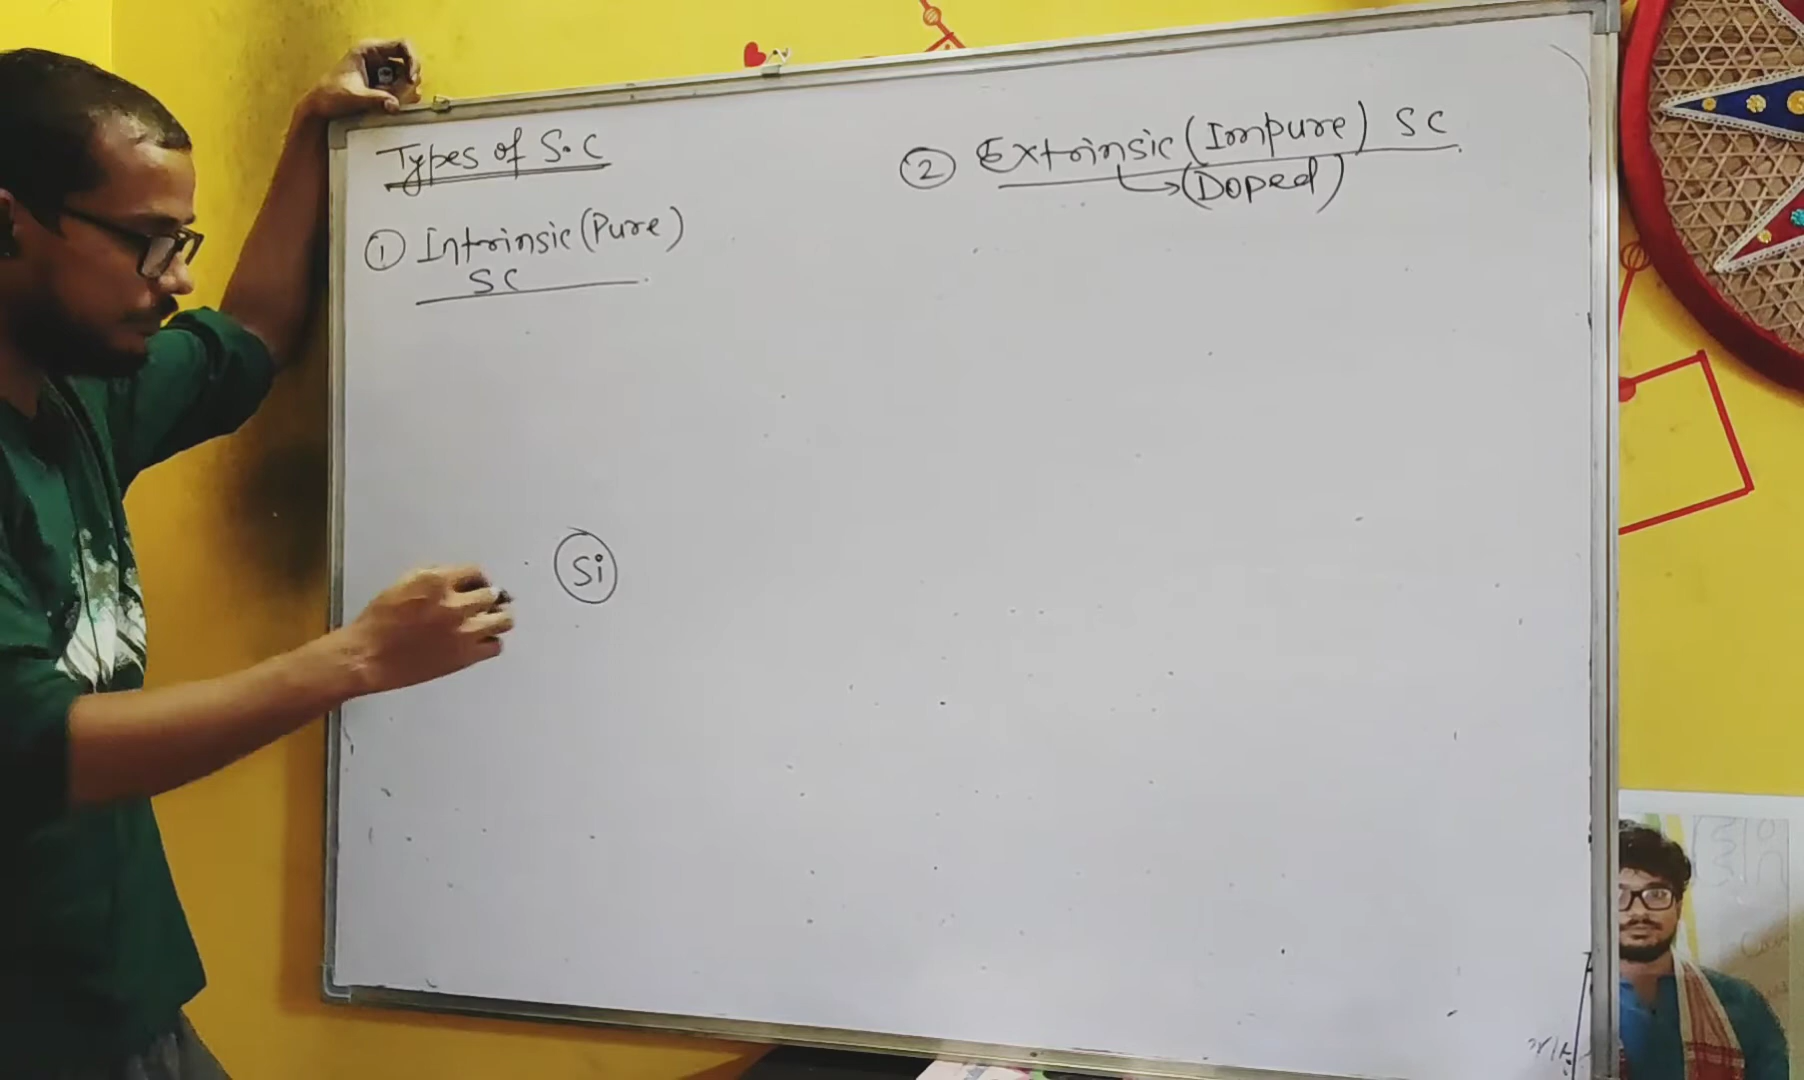 Types of S.C
① Intrinsic (Pure)
SC
② Extrinsic (Impure) SC
(Doped)
Si